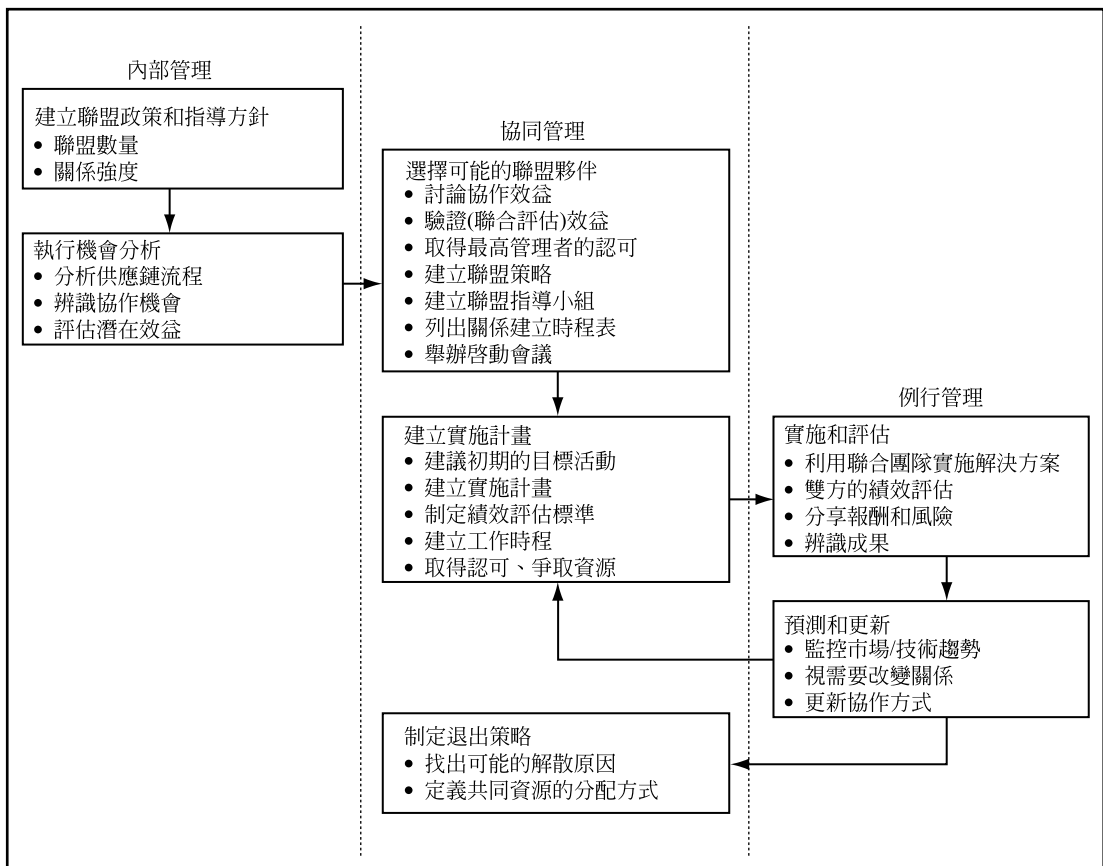 內部管理
建立聯盟政策和指導方針
• 聯盟數量
• 關係強度
執行機會分析
• 分析供應鏈流程
• 辨識協作機會
• 評估潛在效益
協同管理
選擇可能的聯盟夥伴
• 討論協作效益
• 驗證(聯合評估)效益
• 取得最高管理者的認可
• 建立聯盟策略
• 建立聯盟指導小組
• 列出關係建立時程表
• 舉辦啓動會議
建立實施計畫
• 建議初期的目標活動
• 建立實施計畫
• 制定績效評估標準
• 建立工作時程
• 取得認可、爭取資源
制定退出策略
• 找出可能的解散原因
• 定義共同資源的分配方式
例行管理
實施和評估
• 利用聯合團隊實施解決方案
• 雙方的績效評估
• 分享報酬和風險
• 辨識成果
預測和更新
• 監控市場/技術趨勢
• 視需要改變關係
• 更新協作方式